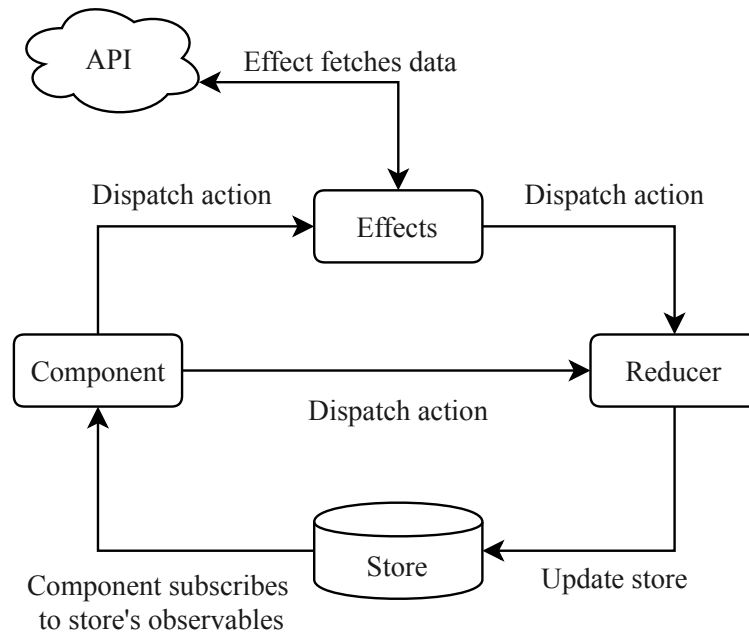 API
Effect fetches data
Dispatch action
Dispatch action
Effects
Component
Reducer
Dispatch action
Store
Component subscribes
to store's observables
Update store